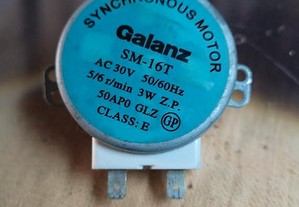 SYNCHRONOUS MOTOR
Galanz
SM-16T
AC 30V 50/60Hz
5/6 r/min 3W Z.P.
50AP0 GLZ
CLASS: E
GP